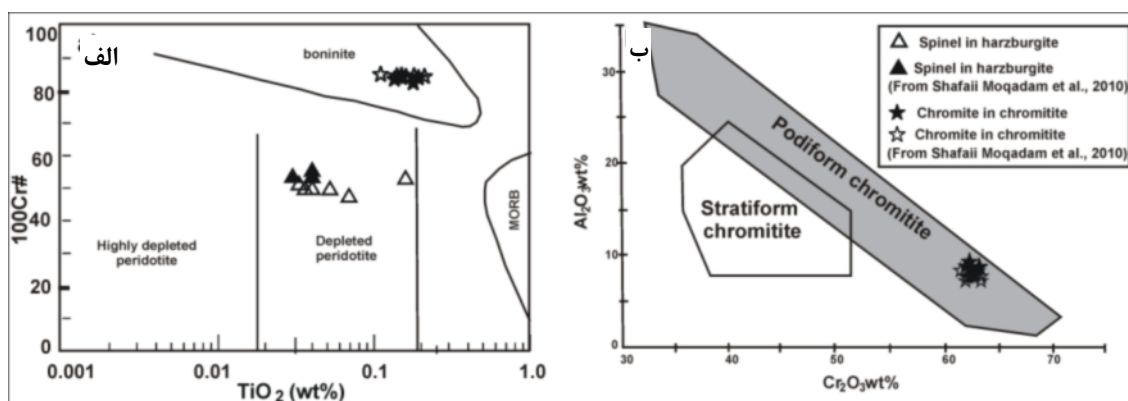 الف
100Cr#
100
80
60
40
20
0
boninite
MORB
Highly depleted
peridotite
Depleted
peridotite
0.001
0.01
0.1
1.0
TiO2 (wt%)
ب
Al2O3wt%
30
20
10
0
Podiform chromitite
Stratiform
chromitite
30
40
50
60
70
Cr2O3wt%
Spinel in harzburgite
Spinel in harzburgite
(From Shafaii Moqadam et al., 2010)
Chromite in chromitite
Chromite in chromitite
(From Shafaii Moqadam et al., 2010)